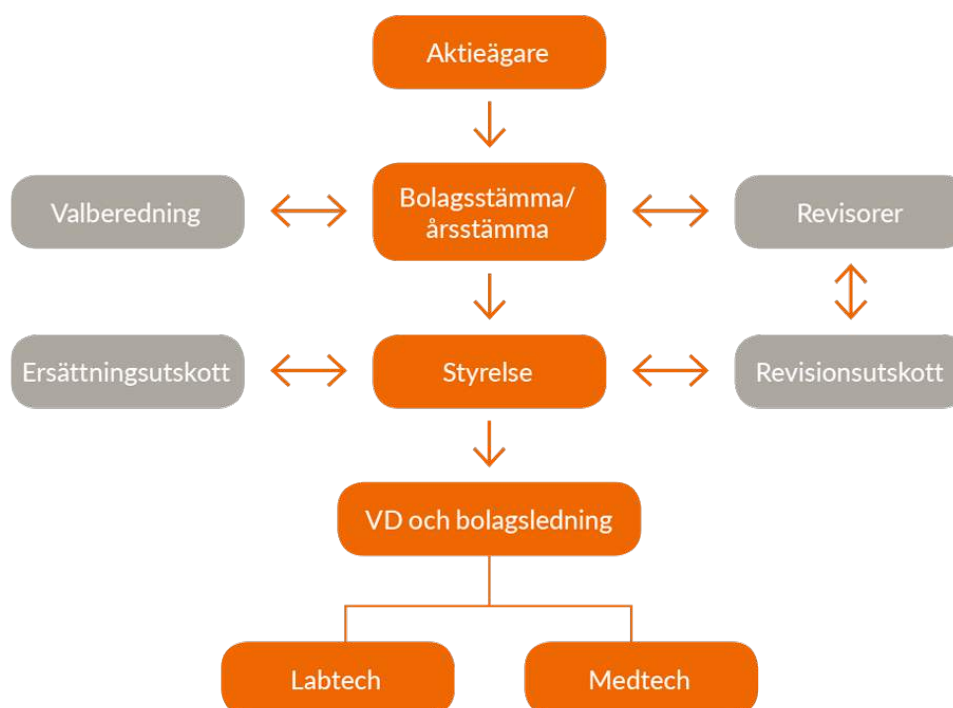 Aktieägare
Valberedning
Bolagsstämma/
årsstämma
Revisorer
Ersättningsutskott
Styrelse
Revisionsutskott
VD och bolagsledning
Labtech
Medtech